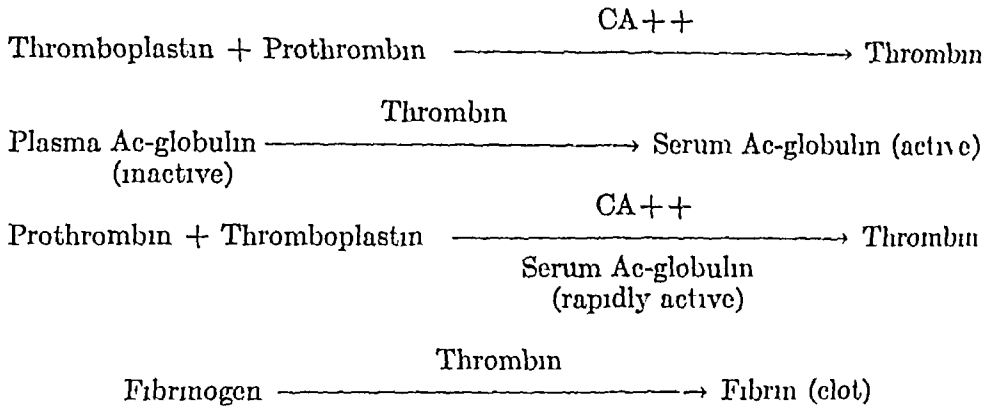 CA++
Thromboplastin + Prothrombin ⟶ Thrombin
Thrombin
Plasma Ac-globulin ⟶ Serum Ac-globulin (active)
(inactive)
CA++
Prothrombin + Thromboplastin ⟶ Thrombin
Serum Ac-globulin
(rapidly active)
Thrombin
Fibrinogen ⟶ Fibrin (clot)